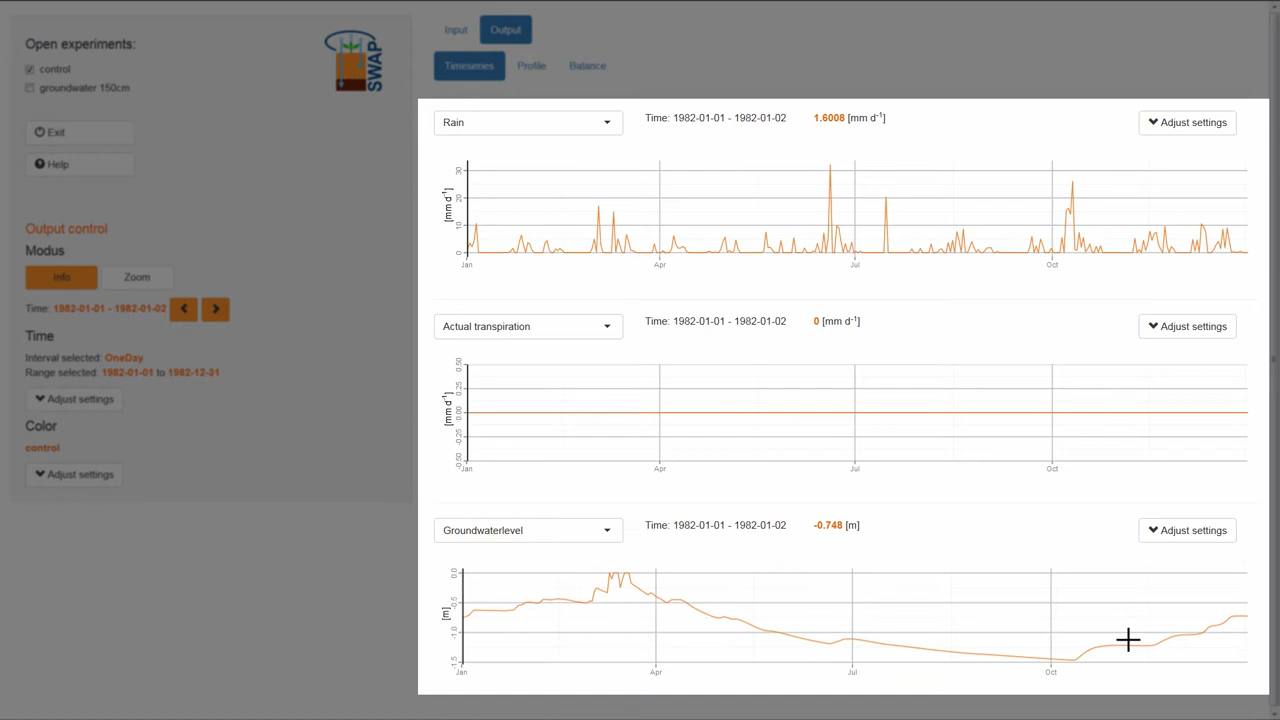 Open experiments:
control
groundwater 150cm
SWAP
Exit
Help
Output control
Modus
Info
Zoom
Time: 1982-01-01 - 1982-01-02
Time
Interval selected: OneDay
Range selected: 1982-01-01 to 1982-12-31
Adjust settings
Color
control
Adjust settings
Input
Output
Timeseries
Profile
Balance
Rain
Time: 1982-01-01 - 1982-01-02
1.6008 [mm d-1]
Adjust settings
[mm d-1]
30
20
10
0
Jan
Apr
Jul
Oct
Actual transpiration
Time: 1982-01-01 - 1982-01-02
0 [mm d-1]
Adjust settings
[mm d-1]
0.50
0.25
0.00
-0.25
-0.50
Jan
Apr
Jul
Oct
Groundwaterlevel
Time: 1982-01-01 - 1982-01-02
-0.748 [m]
Adjust settings
[m]
0.0
-0.5
-1.0
-1.5
Jan
Apr
Jul
Oct